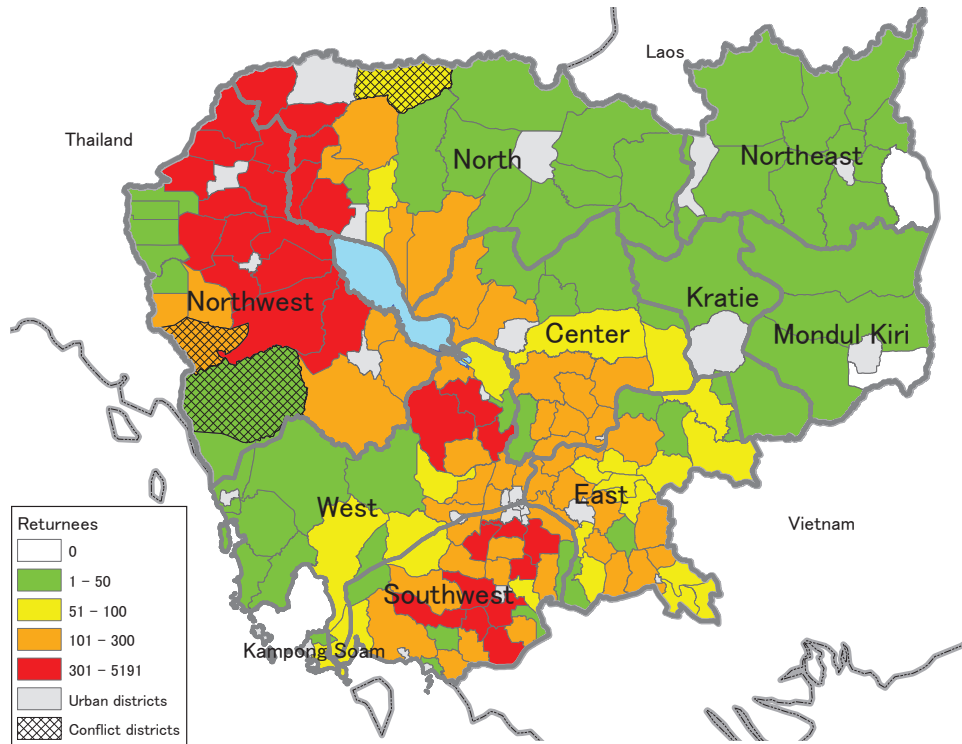 Laos
Thailand
North
Northeast
Northwest
Kratie
Center
Mondul Kiri
East
West
Returnees
0
1 – 50
51 – 100
101 – 300
301 – 5191
Urban districts
Conflict districts
Vietnam
Southwest
Kampong Soam